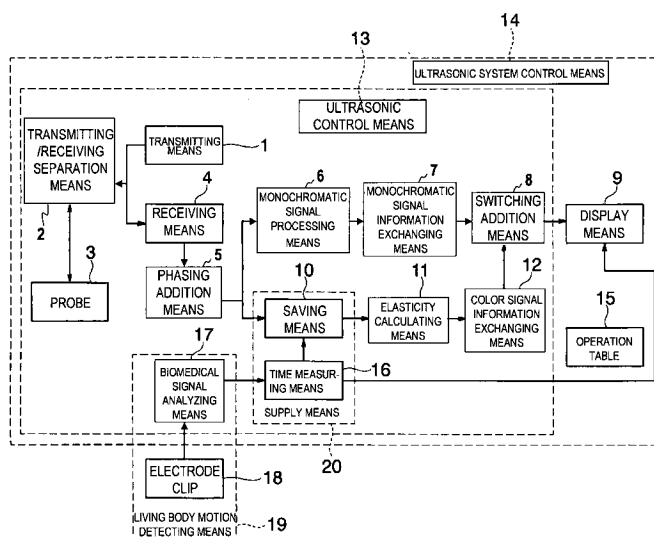 14
13
ULTRASONIC SYSTEM CONTROL MEANS
ULTRASONIC
CONTROL MEANS
TRANSMITTING
/RECEIVING
SEPARATION
MEANS
2
TRANSMITTING
MEANS
1
4
RECEIVING
MEANS
3
PROBE
5
PHASING
ADDITION
MEANS
6
MONOCHROMATIC
SIGNAL
PROCESSING
MEANS
7
MONOCHROMATIC
SIGNAL
INFORMATION
EXCHANGING
MEANS
8
SWITCHING
ADDITION
MEANS
9
DISPLAY
MEANS
10
SAVING
MEANS
11
ELASTICITY
CALCULATING
MEANS
12
COLOR SIGNAL
INFORMATION
EXCHANGING
MEANS
15
OPERATION
TABLE
17
BIOMEDICAL
SIGNAL
ANALYZING
MEANS
TIME MEASUR-
ING MEANS
16
SUPPLY MEANS
20
ELECTRODE
CLIP
18
LIVING BODY MOTION
DETECTING MEANS
19